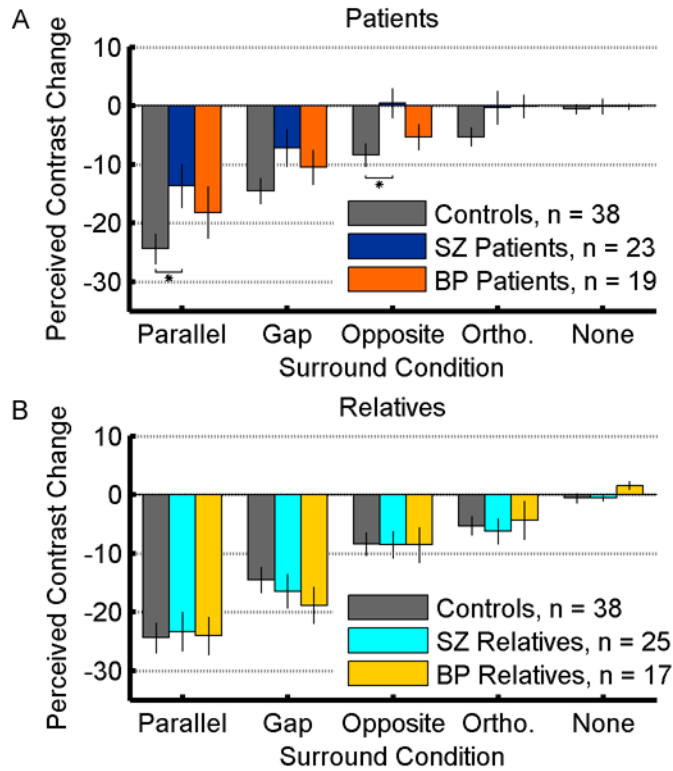 A
Patients
Perceived Contrast Change
10
0
-10
-20
-30
*
*
Controls, n = 38
SZ Patients, n = 23
BP Patients, n = 19
Parallel Gap Opposite Ortho. None
Surround Condition
B
Relatives
Perceived Contrast Change
10
0
-10
-20
-30
Controls, n = 38
SZ Relatives, n = 25
BP Relatives, n = 17
Parallel Gap Opposite Ortho. None
Surround Condition